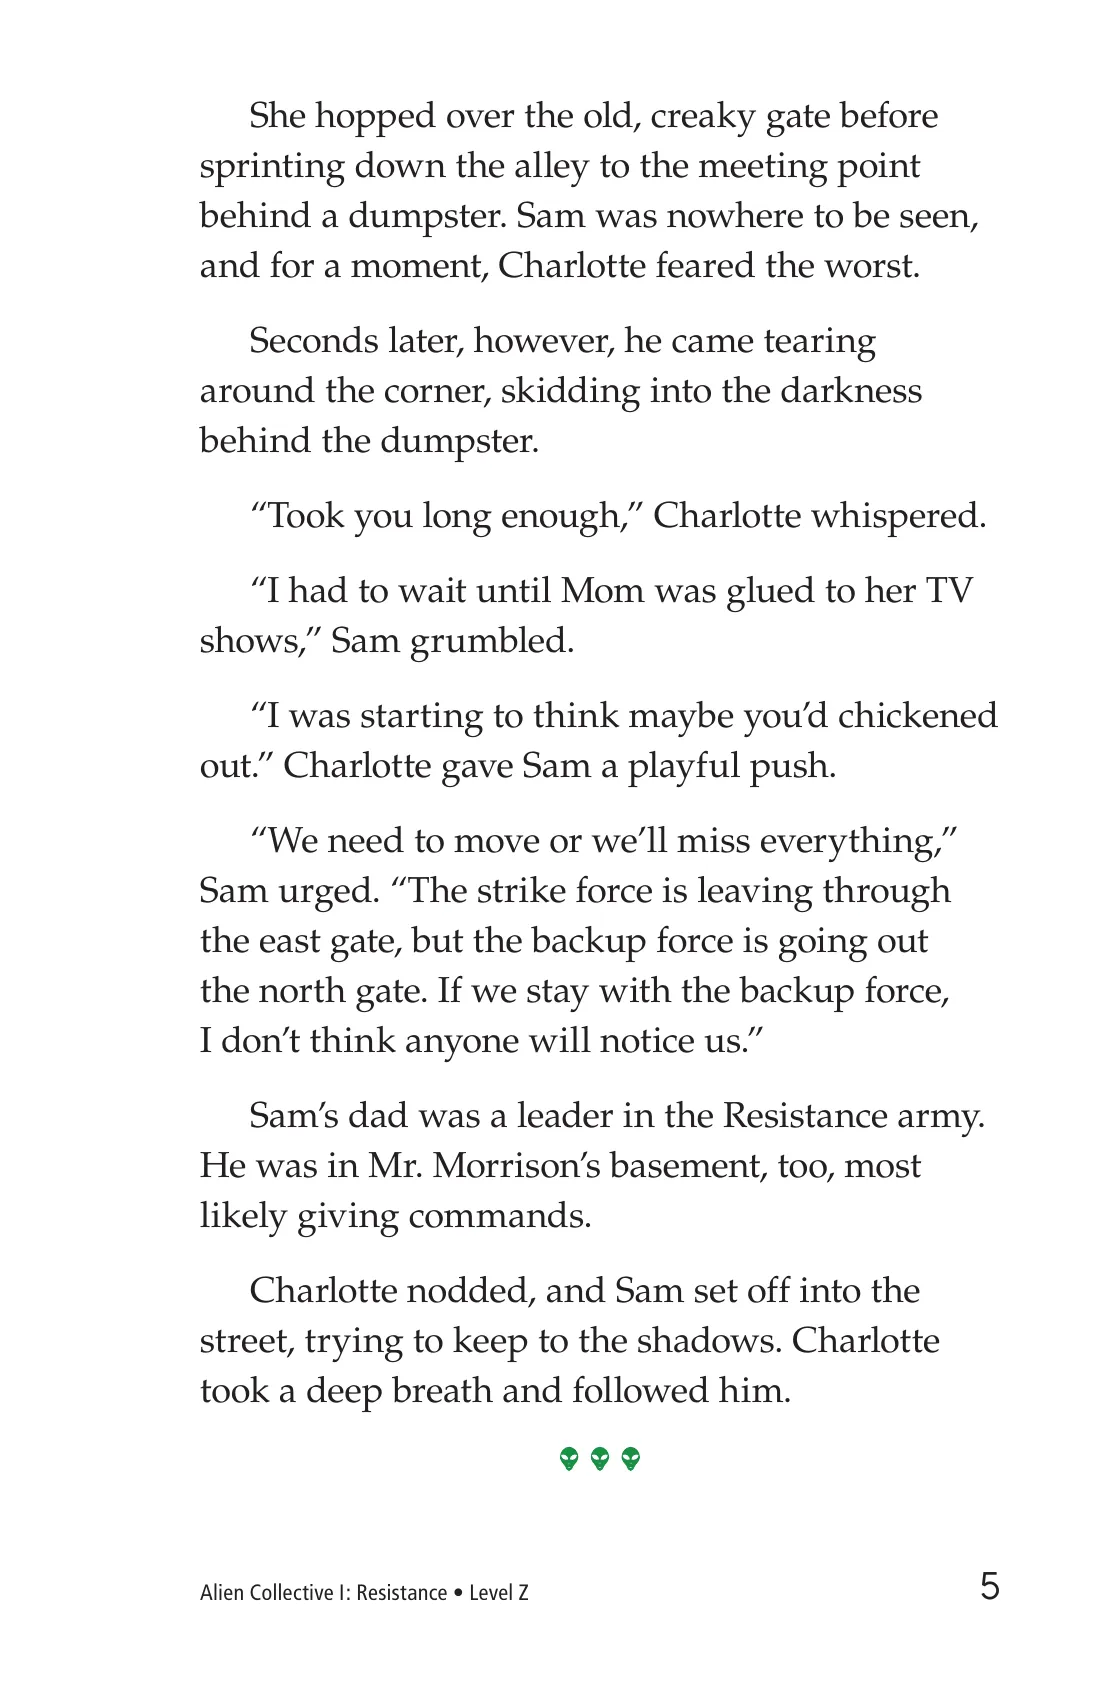 She hopped over the old, creaky gate before
sprinting down the alley to the meeting point
behind a dumpster. Sam was nowhere to be seen,
and for a moment, Charlotte feared the worst.
Seconds later, however, he came tearing
around the corner, skidding into the darkness
behind the dumpster.
“Took you long enough,” Charlotte whispered.
“I had to wait until Mom was glued to her TV
shows,” Sam grumbled.
“I was starting to think maybe you’d chickened
out.” Charlotte gave Sam a playful push.
“We need to move or we’ll miss everything,”
Sam urged. “The strike force is leaving through
the east gate, but the backup force is going out
the north gate. If we stay with the backup force,
I don’t think anyone will notice us.”
Sam’s dad was a leader in the Resistance army.
He was in Mr. Morrison’s basement, too, most
likely giving commands.
Charlotte nodded, and Sam set off into the
street, trying to keep to the shadows. Charlotte
took a deep breath and followed him.
Alien Collective I: Resistance • Level Z
5